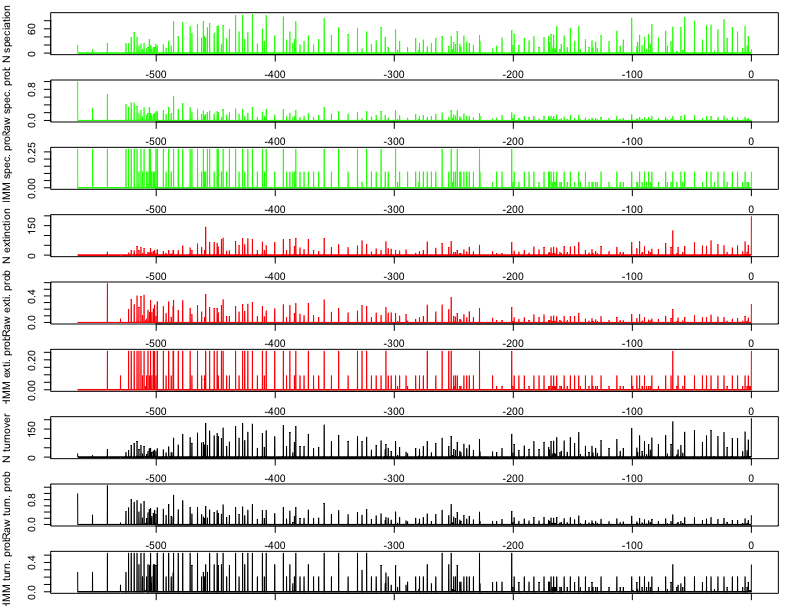 N speciation
0 60
-500 -400 -300 -200 -100 0
Raw spec. prob
0.0 0.8
-500 -400 -300 -200 -100 0
HMM spec. prob
0.00 0.25
-500 -400 -300 -200 -100 0
N extinction
0 150
-500 -400 -300 -200 -100 0
Raw exti. prob
0.0 0.4
-500 -400 -300 -200 -100 0
HMM exti. prob
0.00 0.20
-500 -400 -300 -200 -100 0
N turnover
0 150
-500 -400 -300 -200 -100 0
Raw turn. prob
0.0 0.8
-500 -400 -300 -200 -100 0
HMM turn. prob
0.0 0.4